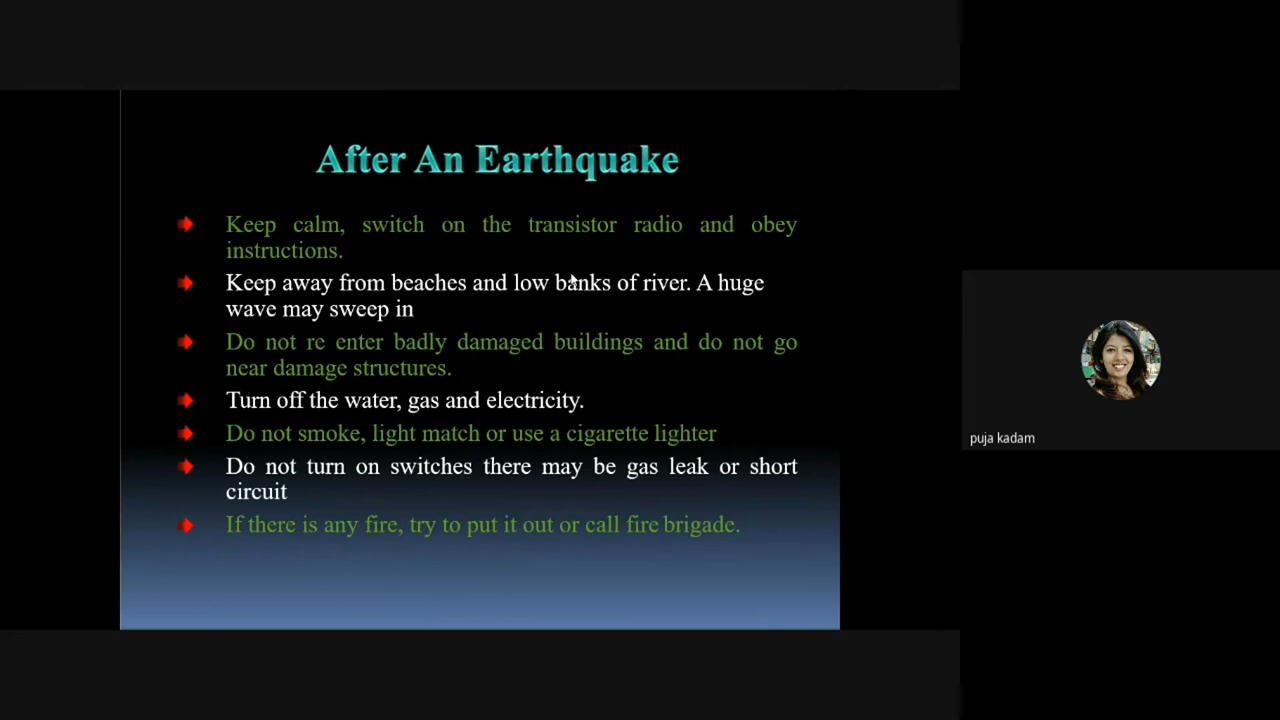 After An Earthquake
Keep calm, switch on the transistor radio and obey
instructions.
Keep away from beaches and low banks of river. A huge
wave may sweep in
Do not re enter badly damaged buildings and do not go
near damage structures.
Turn off the water, gas and electricity.
Do not smoke, light match or use a cigarette lighter
Do not turn on switches there may be gas leak or short
circuit
If there is any fire, try to put it out or call fire brigade.
puja kadam